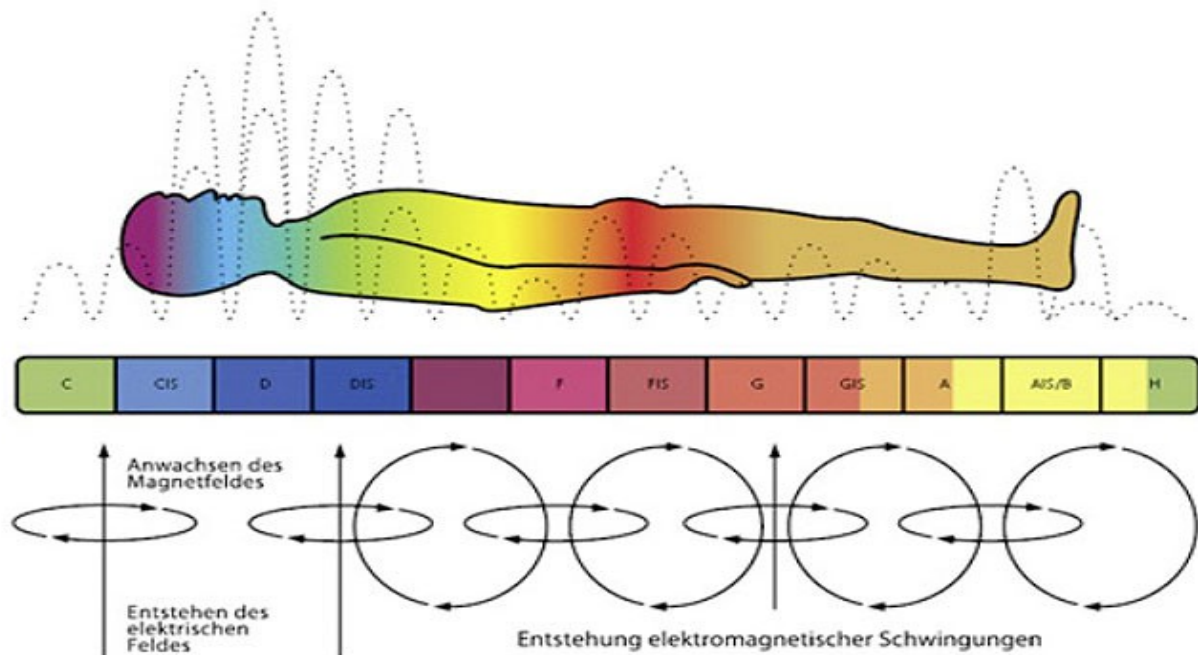 C CIS D DIS F FIS G GIS A AIS/B H
Anwachsen des
Magnetfeldes
Entstehen des
elektrischen
Feldes
Entstehung elektromagnetischer Schwingungen